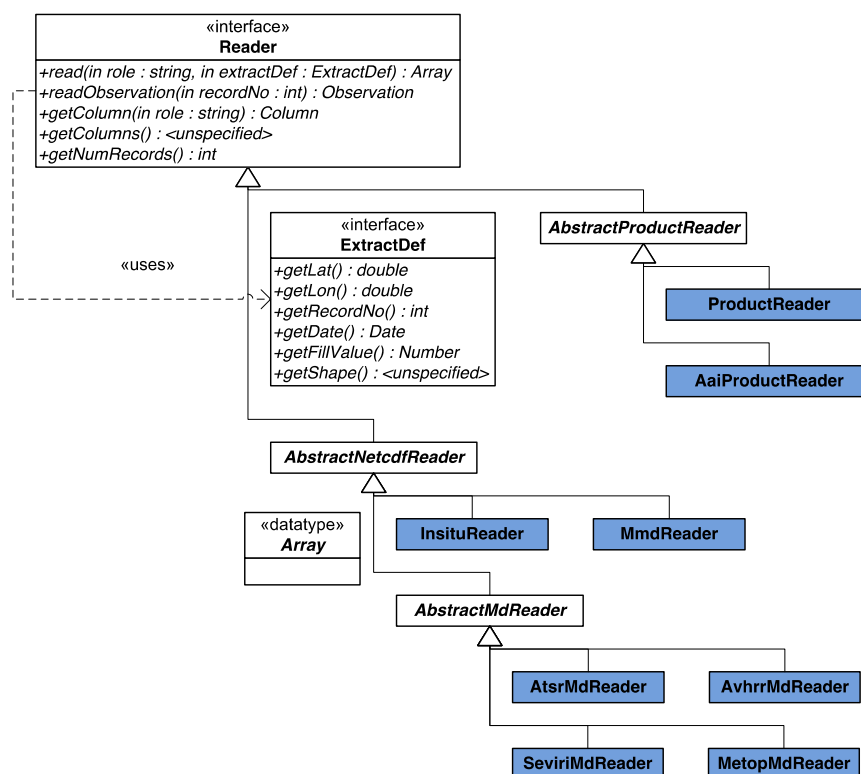 «interface»
Reader
+read(in role : string, in extractDef : ExtractDef) : Array
+readObservation(in recordNo : int) : Observation
+getColumn(in role : string) : Column
+getColumns() : <unspecified>
+getNumRecords() : int
«interface»
ExtractDef
+getLat() : double
+getLon() : double
+getRecordNo() : int
+getDate() : Date
+getFillValue() : Number
+getShape() : <unspecified>
AbstractProductReader
«uses»
ProductReader
AaiProductReader
AbstractNetcdfReader
«datatype»
Array
InsituReader
MmdReader
AbstractMdReader
AtsrMdReader
AvhrrMdReader
SeviriMdReader
MetopMdReader